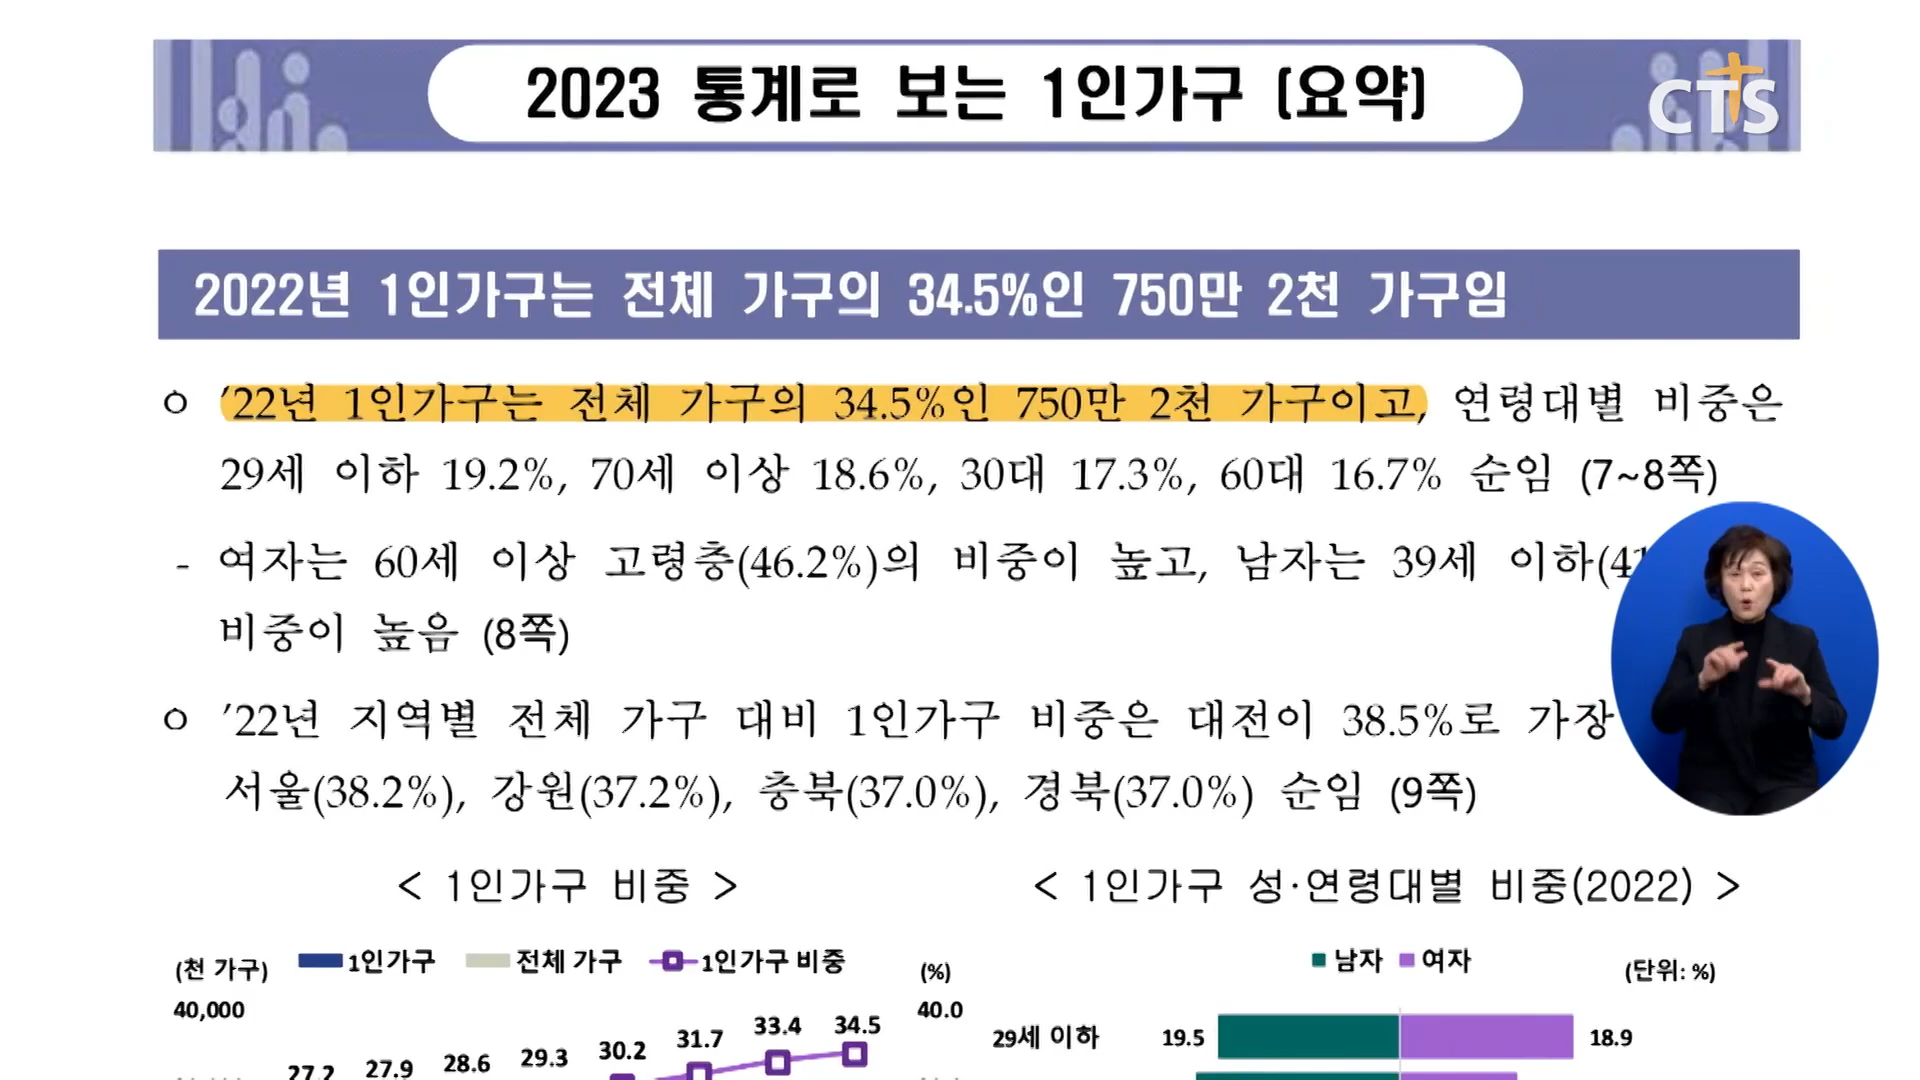 2023 통계로 보는 1인가구 (요약)
CTS
2022년 1인가구는 전체 가구의 34.5%인 750만 2천 가구임
○ ’22년 1인가구는 전체 가구의 34.5%인 750만 2천 가구이고, 연령대별 비중은
29세 이하 19.2%, 70세 이상 18.6%, 30대 17.3%, 60대 16.7% 순임 (7~8쪽)
- 여자는 60세 이상 고령층(46.2%)의 비중이 높고, 남자는 39세 이하
비중이 높음 (8쪽)
○ ’22년 지역별 전체 가구 대비 1인가구 비중은 대전이 38.5%로 가장
서울(38.2%), 강원(37.2%), 충북(37.0%), 경북(37.0%) 순임 (9쪽)
< 1인가구 비중 >
< 1인가구 성·연령대별 비중(2022) >
(천 가구) 1인가구 전체 가구 1인가구 비중 (%)
남자 여자 (단위: %)
40,000 40.0
27.2 27.9 28.6 29.3 30.2 31.7 33.4 34.5
29세 이하 19.5 18.9